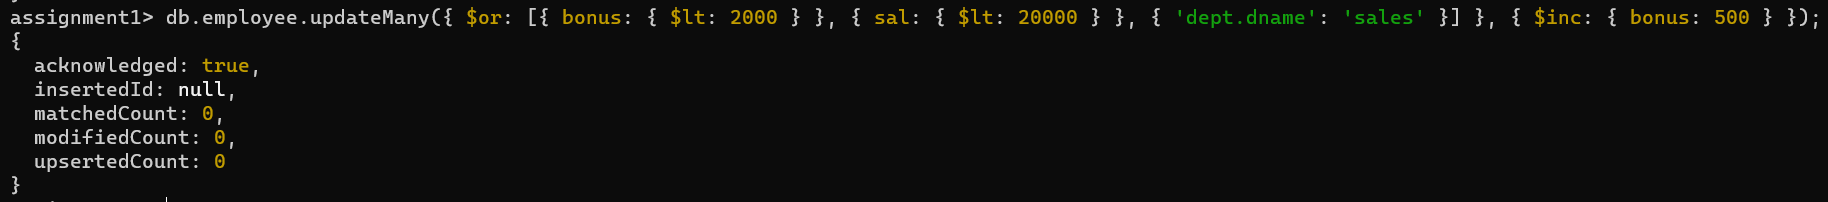 assignment1> db.employee.updateMany({ $or: [{ bonus: { $lt: 2000 } }, { sal: { $lt: 20000 } }, { 'dept.dname': 'sales' }] }, { $inc: { bonus: 500 } });
{
  acknowledged: true,
  insertedId: null,
  matchedCount: 0,
  modifiedCount: 0,
  upsertedCount: 0
}